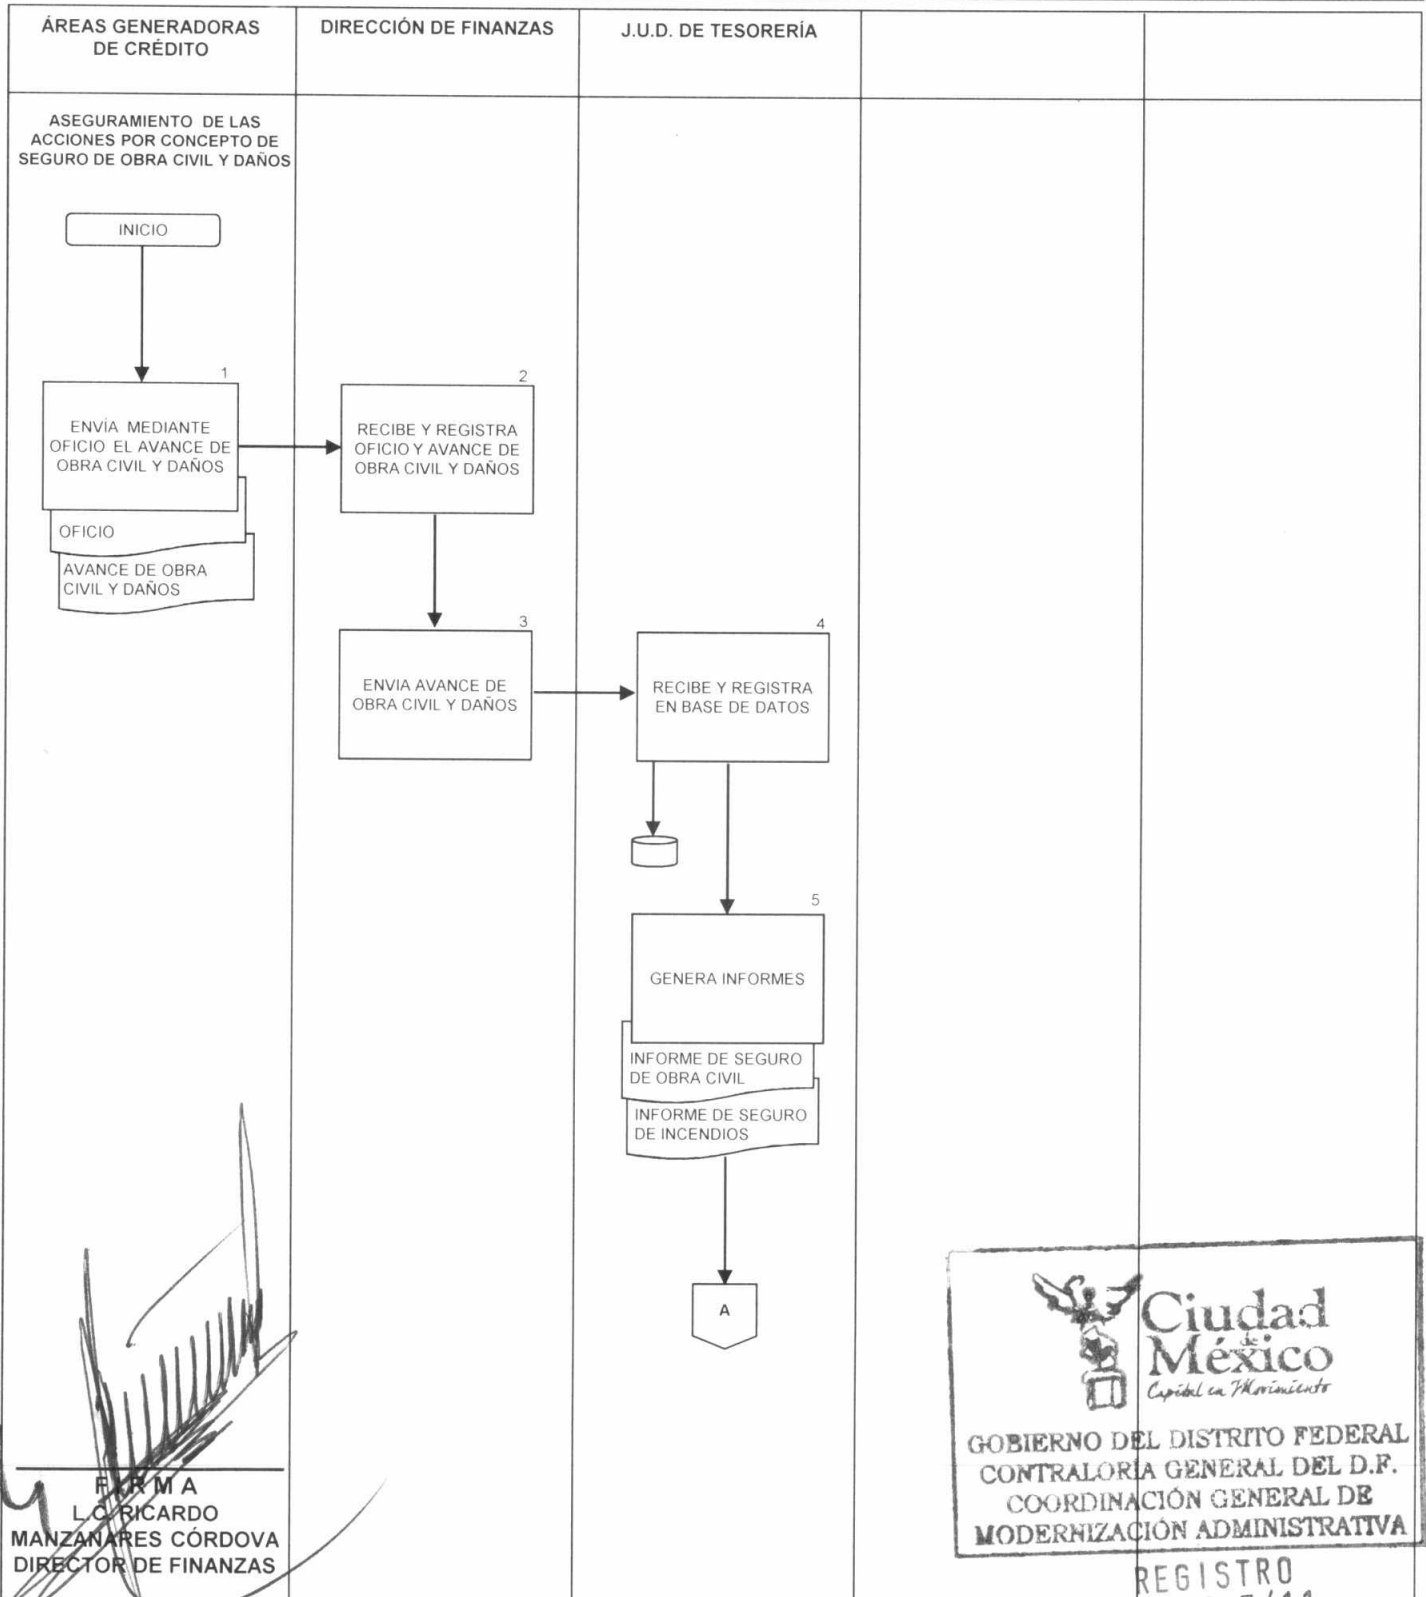 ÁREAS GENERADORAS
DE CRÉDITO
DIRECCIÓN DE FINANZAS
J.U.D. DE TESORERÍA
ASEGURAMIENTO DE LAS
ACCIONES POR CONCEPTO DE
SEGURO DE OBRA CIVIL Y DAÑOS
INICIO
1
ENVÍA MEDIANTE
OFICIO EL AVANCE DE
OBRA CIVIL Y DAÑOS
OFICIO
AVANCE DE OBRA
CIVIL Y DAÑOS
2
RECIBE Y REGISTRA
OFICIO Y AVANCE DE
OBRA CIVIL Y DAÑOS
3
ENVIA AVANCE DE
OBRA CIVIL Y DAÑOS
4
RECIBE Y REGISTRA
EN BASE DE DATOS
5
GENERA INFORMES
INFORME DE SEGURO
DE OBRA CIVIL
INFORME DE SEGURO
DE INCENDIOS
A
FIRMA
L.C. RICARDO
MANZANARES CÓRDOVA
DIRECTOR DE FINANZAS
Ciudad
de
México
Capital en Movimiento
GOBIERNO DEL DISTRITO FEDERAL
CONTRALORÍA GENERAL DEL D.F.
COORDINACIÓN GENERAL DE
MODERNIZACIÓN ADMINISTRATIVA
REGISTRO